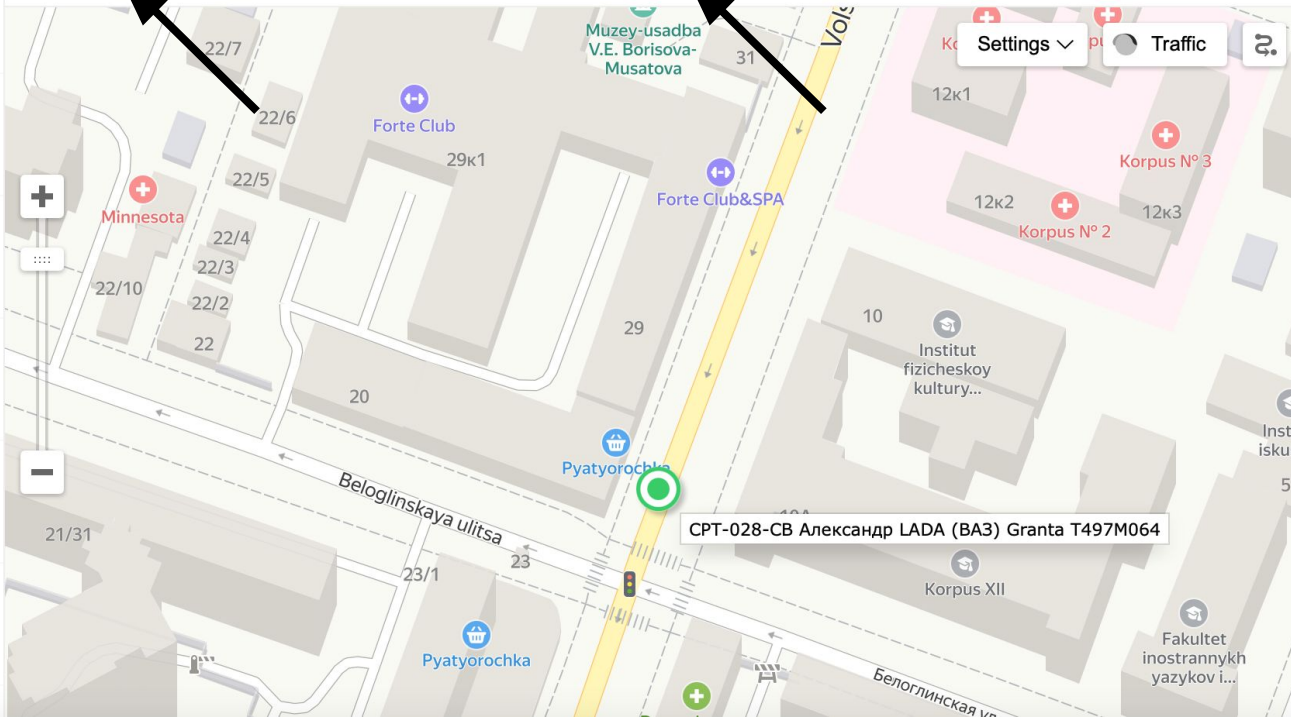 22/7
Muzey-usadba
V.E. Borisova-
Musatova
31
Vols
Settings
Traffic
12к1
22/6
Forte Club
29к1
Korpus № 3
22/5
Minnesota
Forte Club&SPA
12к2
12к3
Korpus № 2
22/4
22/3
22/10
22/2
22
29
10
Institut
fizicheskoy
kultury...
20
Inst
isku
Pyatyorochka
5
Beloglinskaya ulitsa
СРТ-028-СВ Александр LADA (ВАЗ) Granta Т497М064
21/31
23
23/1
Korpus XII
Pyatyorochka
Fakultet
inostrannykh
yazykov i...
Белоглинская ул